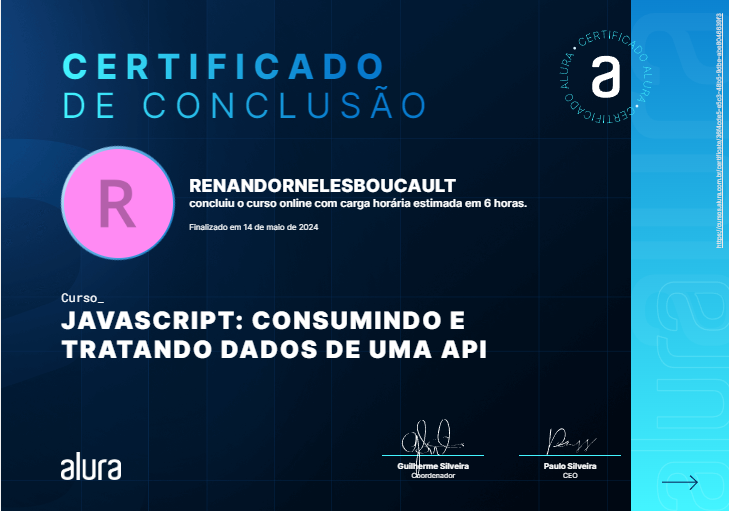 CERTIFICADO
DE CONCLUSÃO
CERTIFICADO ALURA • CERTIFICADO ALURA •
a
R
RENANDORNELESBOUCAULT
concluiu o curso online com carga horária estimada em 6 horas.
Finalizado em 14 de maio de 2024
Curso_
JAVASCRIPT: CONSUMINDO E
TRATANDO DADOS DE UMA API
alura
Guilherme Silveira
Coordenador
Paulo Silveira
CEO
alura